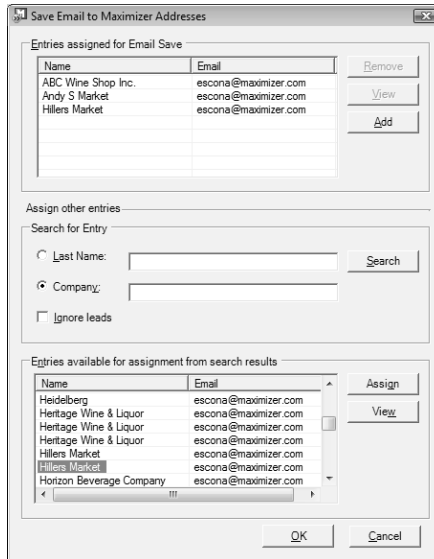 Save Email to Maximizer Addresses
Entries assigned for Email Save
Name Email
ABC Wine Shop Inc. escona@maximizer.com
Andy S Market escona@maximizer.com
Hillers Market escona@maximizer.com
Remove
View
Add
Assign other entries
Search for Entry
Last Name:
Search
Company:
Ignore leads
Entries available for assignment from search results
Name Email
Heidelberg escona@maximizer.com
Heritage Wine & Liquor escona@maximizer.com
Heritage Wine & Liquor escona@maximizer.com
Heritage Wine & Liquor escona@maximizer.com
Hillers Market escona@maximizer.com
Hillers Market escona@maximizer.com
Horizon Beverage Company escona@maximizer.com
Assign
View
OK Cancel